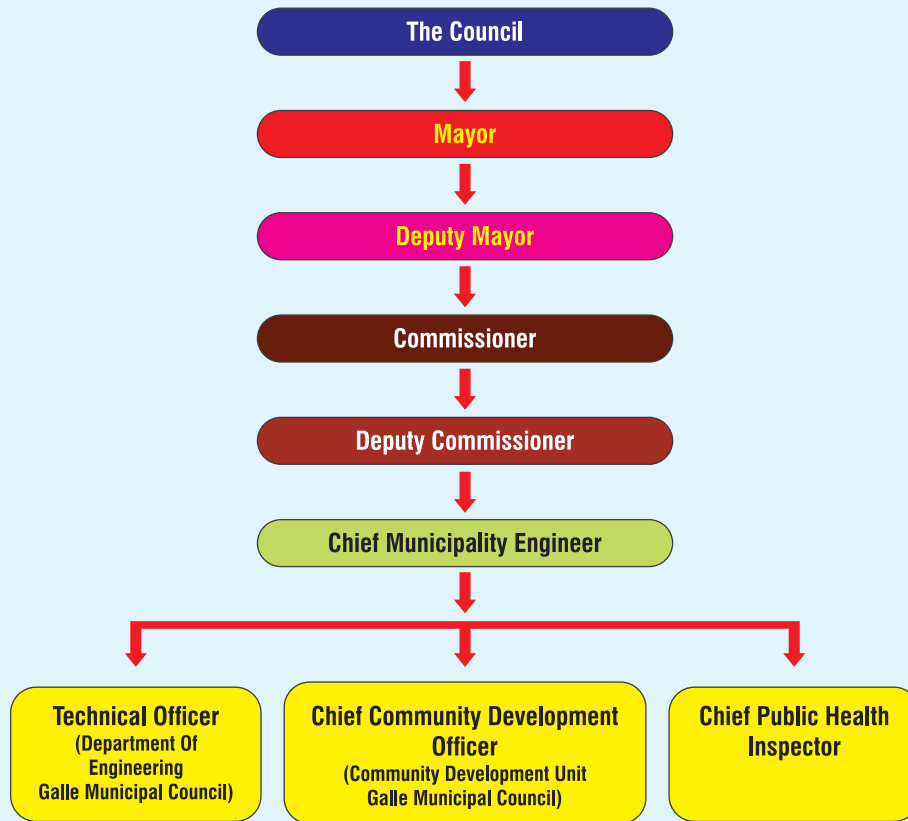 The Council
Mayor
Deputy Mayor
Commissioner
Deputy Commissioner
Chief Municipality Engineer
Technical Officer
(Department Of
Engineering
Galle Municipal Council)
Chief Community Development
Officer
(Community Development Unit
Galle Municipal Council)
Chief Public Health
Inspector